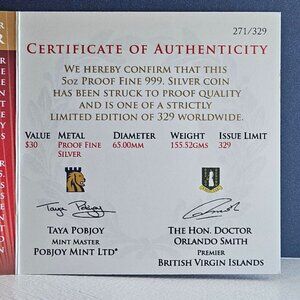 271/329
CERTIFICATE OF AUTHENTICITY
WE HEREBY CONFIRM THAT THIS
5OZ PROOF FINE 999. SILVER COIN
HAS BEEN STRUCK TO PROOF QUALITY
AND IS ONE OF A STRICTLY
LIMITED EDITION OF 329 WORLDWIDE.
VALUE METAL DIAMETER WEIGHT ISSUE LIMIT
$30 PROOF FINE 65.00MM 155.52GMS 329
SILVER
Taya Pobjoy
TAYA POBJOY THE HON. DOCTOR
MINT MASTER ORLANDO SMITH
POBJOY MINT LTD® PREMIER
BRITISH VIRGIN ISLANDS